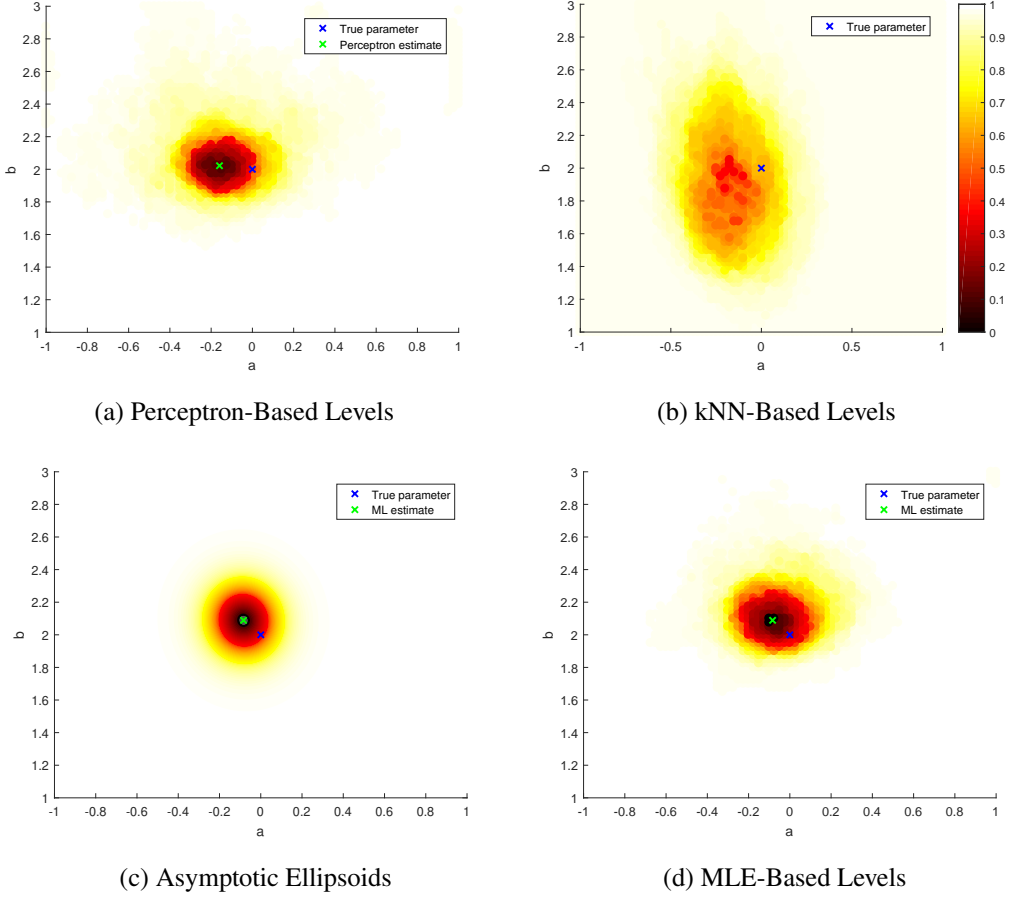 True parameter
Perceptron estimate
3
2.8
2.6
2.4
2.2
2
1.8
1.6
1.4
1.2
1
b
-1 -0.8 -0.6 -0.4 -0.2 0 0.2 0.4 0.6 0.8 1
a
(a) Perceptron-Based Levels
True parameter
3
2.8
2.6
2.4
2.2
2
1.8
1.6
1.4
1.2
1
b
-1 -0.5 0 0.5 1
a
1
0.9
0.8
0.7
0.6
0.5
0.4
0.3
0.2
0.1
0
(b) kNN-Based Levels
True parameter
ML estimate
3
2.8
2.6
2.4
2.2
2
1.8
1.6
1.4
1.2
1
b
-1 -0.8 -0.6 -0.4 -0.2 0 0.2 0.4 0.6 0.8 1
a
(c) Asymptotic Ellipsoids
True parameter
ML estimate
3
2.8
2.6
2.4
2.2
2
1.8
1.6
1.4
1.2
1
b
-1 -0.8 -0.6 -0.4 -0.2 0 0.2 0.4 0.6 0.8 1
a
(d) MLE-Based Levels